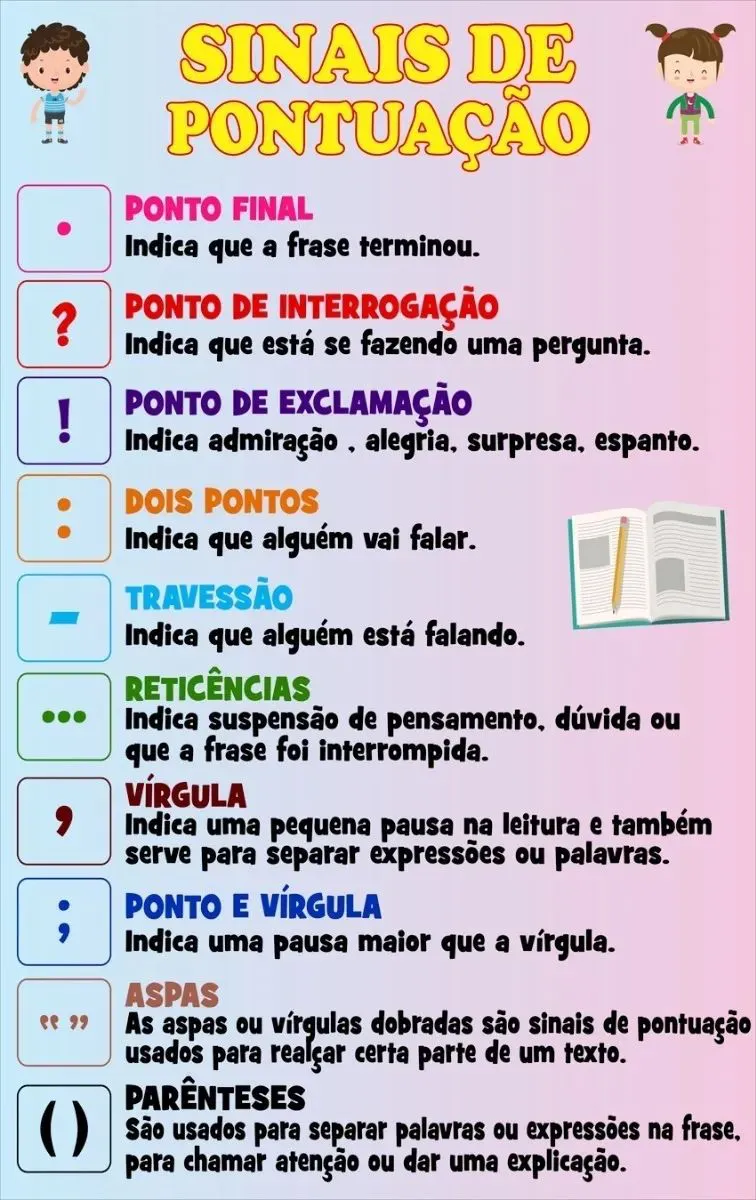 SINAIS DE
PONTUAÇÃO
.
PONTO FINAL
Indica que a frase terminou.
?
PONTO DE INTERROGAÇÃO
Indica que está se fazendo uma pergunta.
!
PONTO DE EXCLAMAÇÃO
Indica admiração , alegria, surpresa, espanto.
:
DOIS PONTOS
Indica que alguém vai falar.
-
TRAVESSÃO
Indica que alguém está falando.
...
RETICÊNCIAS
Indica suspensão de pensamento, dúvida ou
que a frase foi interrompida.
,
VÍRGULA
Indica uma pequena pausa na leitura e também
serve para separar expressões ou palavras.
;
PONTO E VÍRGULA
Indica uma pausa maior que a vírgula.
“ ”
ASPAS
As aspas ou vírgulas dobradas são sinais de pontuação
usados para realçar certa parte de um texto.
( )
PARÊNTESES
São usados para separar palavras ou expressões na frase,
para chamar atenção ou dar uma explicação.